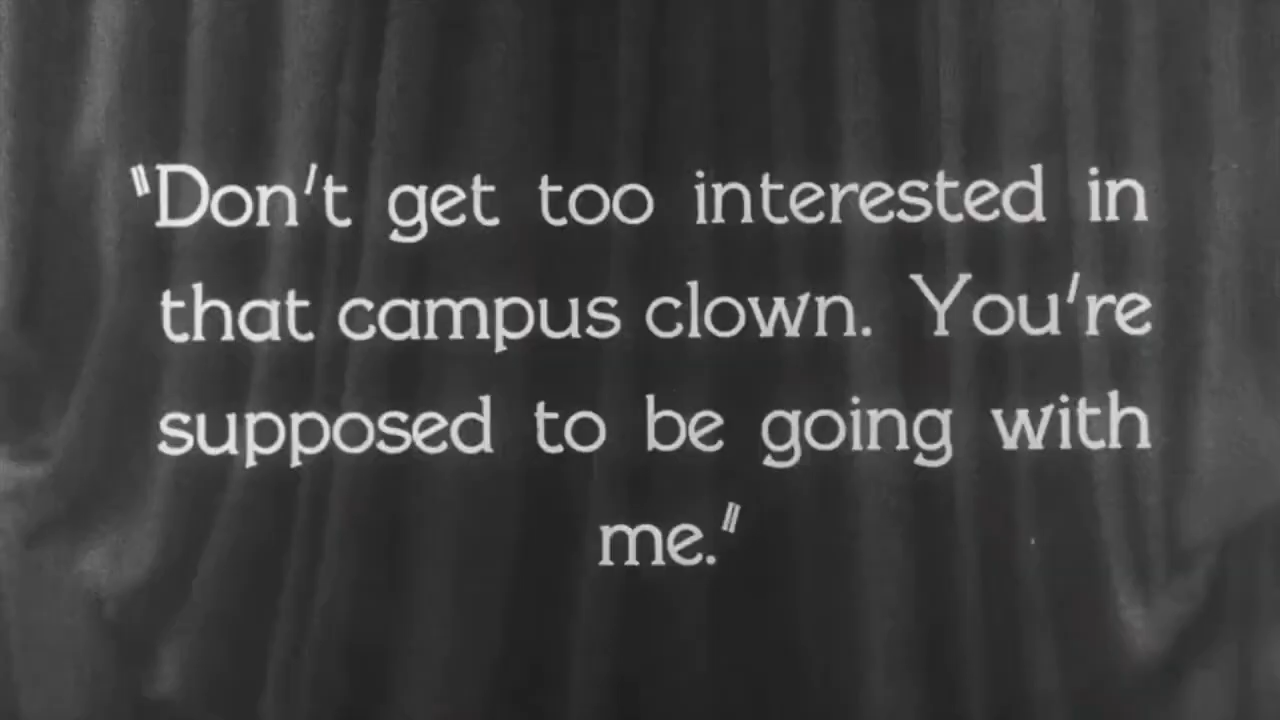 "Don't get too interested in
that campus clown. You're
supposed to be going with
me."